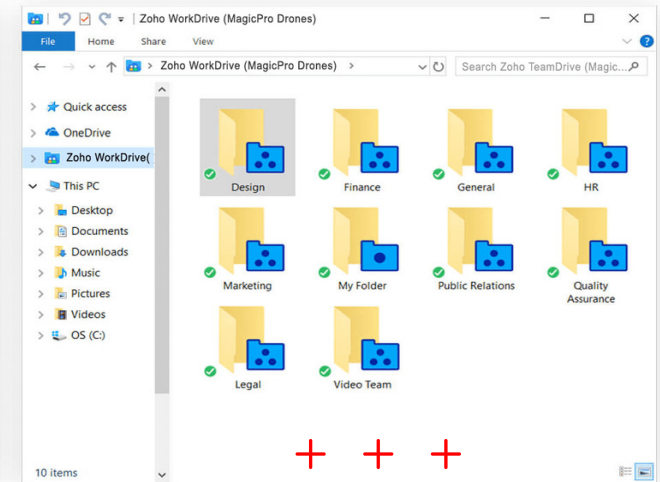 Zoho WorkDrive (MagicPro Drones)
File Home Share View
Zoho WorkDrive (MagicPro Drones)
Search Zoho TeamDrive (Magic...
Quick access
OneDrive
Zoho WorkDrive(
This PC
Desktop
Documents
Downloads
Music
Pictures
Videos
OS (C:)
Design
Finance
General
HR
Marketing
My Folder
Public Relations
Quality
Assurance
Legal
Video Team
10 items